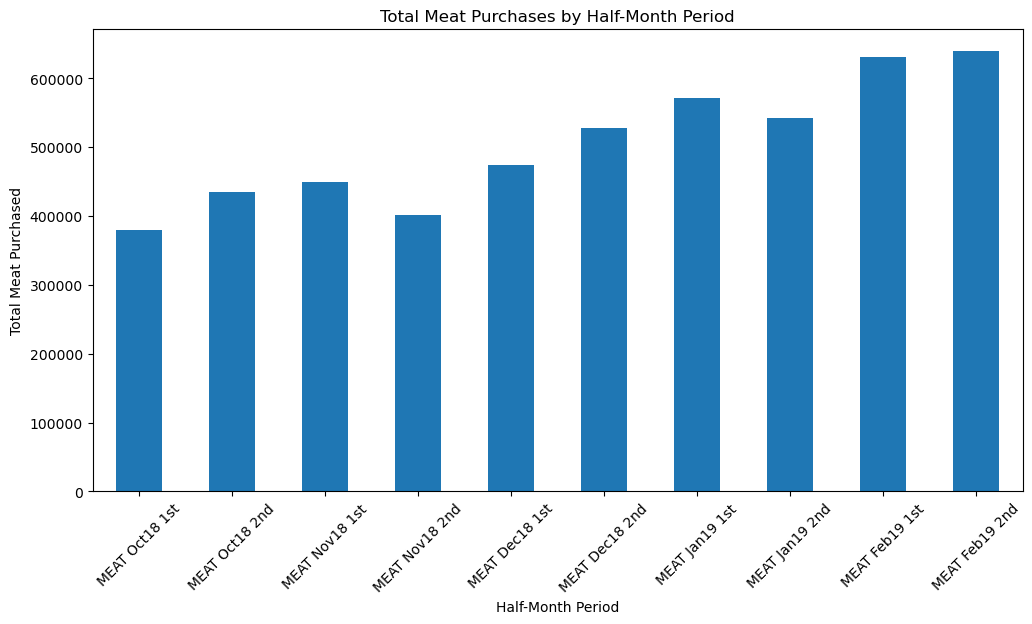 Total Meat Purchases by Half-Month Period
Total Meat Purchased
600000
500000
400000
300000
200000
100000
0
MEAT Oct18 1st
MEAT Oct18 2nd
MEAT Nov18 1st
MEAT Nov18 2nd
MEAT Dec18 1st
MEAT Dec18 2nd
MEAT Jan19 1st
MEAT Jan19 2nd
MEAT Feb19 1st
MEAT Feb19 2nd
Half-Month Period